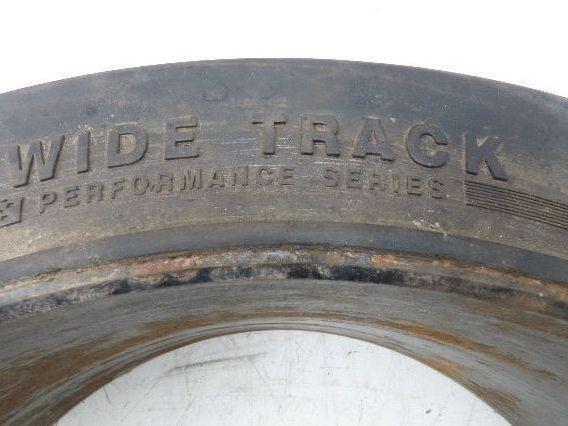 WIDE TRACK
PERFORMANCE SERIES